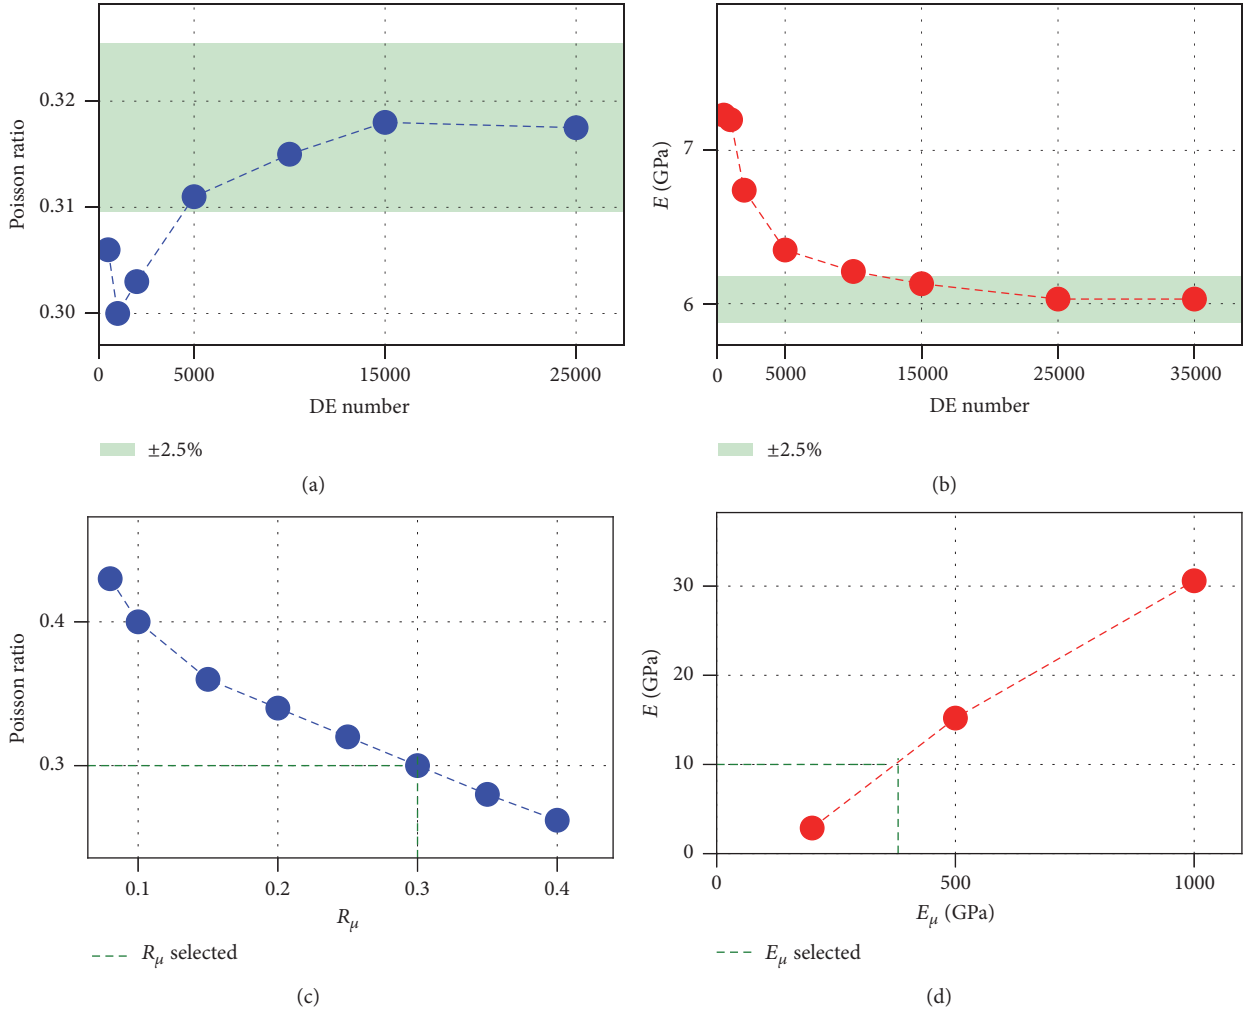 0.32
0.31
0.30
Poisson ratio
0 5000 15000 25000
DE number
±2.5%
(a)
7
6
E (GPa)
0 5000 15000 25000 35000
DE number
±2.5%
(b)
0.4
0.3
Poisson ratio
0.1 0.2 0.3 0.4
Rμ
Rμ selected
(c)
30
20
10
0
E (GPa)
0 500 1000
Eμ (GPa)
Eμ selected
(d)